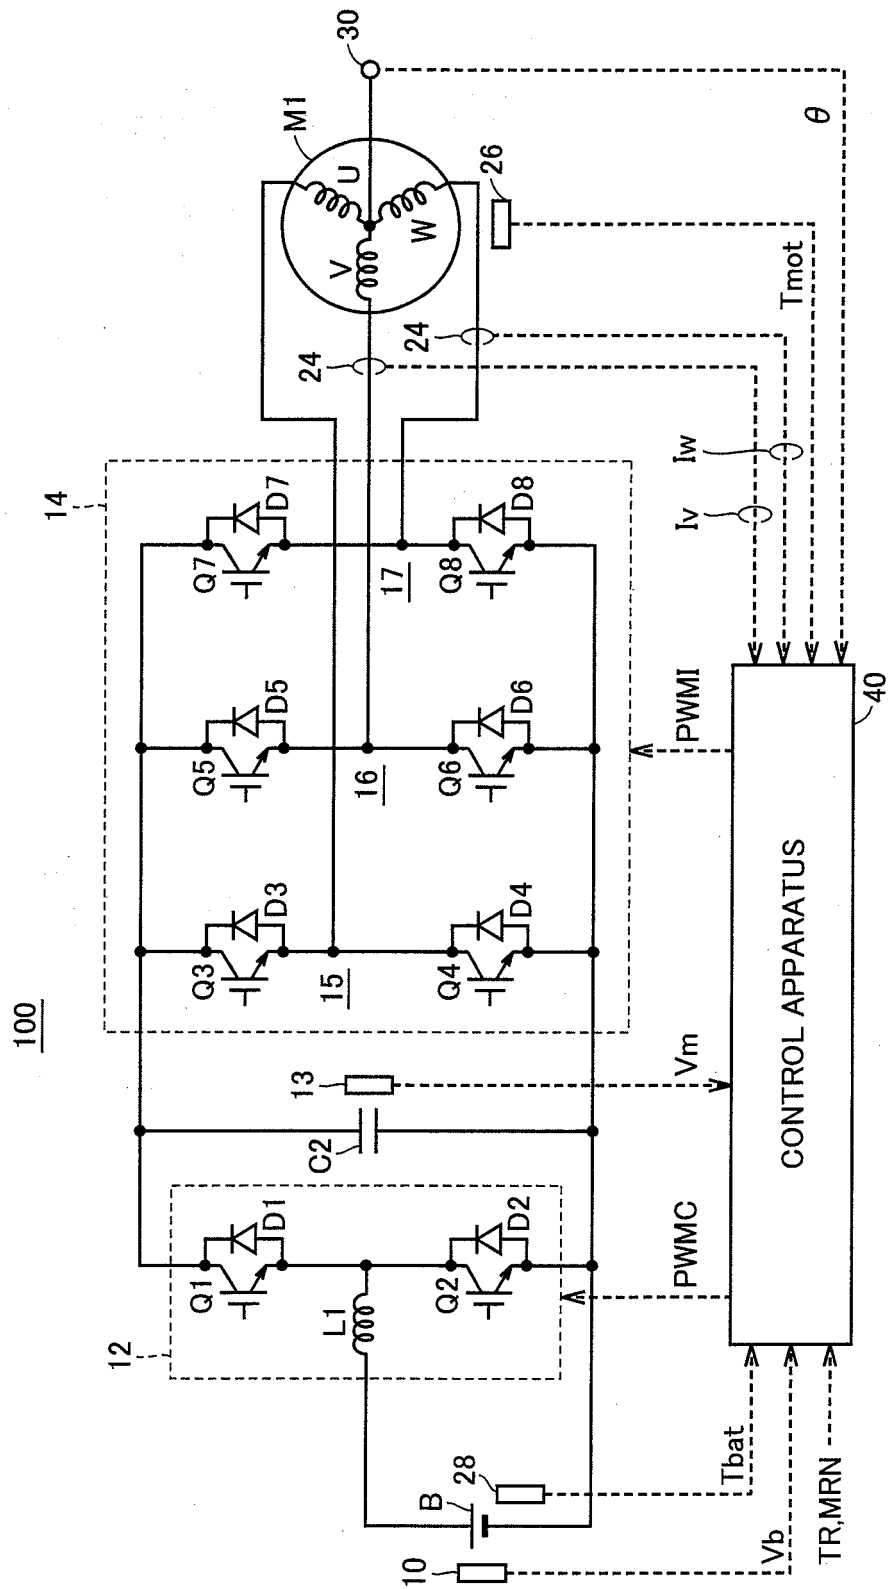 100
12
Q1
D1
L1
Q2
D2
C2
13
14
Q3
D3
15
Q4
D4
Q5
D5
16
Q6
D6
Q7
D7
17
Q8
D8
24
24
M1
U
V
W
30
26
10
B
28
Tbat
Vb
TR,MRN
PWMC
Vm
PWMI
Iv
Iw
Tmot
θ
CONTROL APPARATUS
40